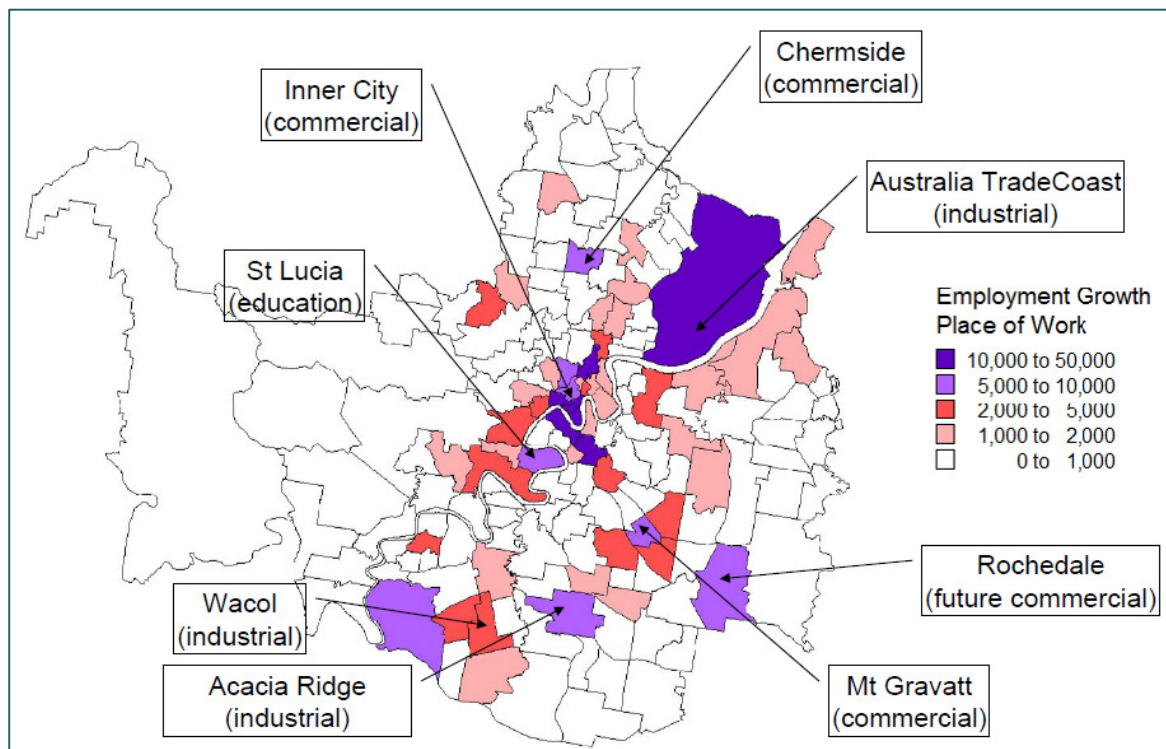 Chermside
(commercial)
Inner City
(commercial)
Australia TradeCoast
(industrial)
St Lucia
(education)
Employment Growth
Place of Work
10,000 to 50,000
5,000 to 10,000
2,000 to 5,000
1,000 to 2,000
0 to 1,000
Rochedale
(future commercial)
Wacol
(industrial)
Acacia Ridge
(industrial)
Mt Gravatt
(commercial)